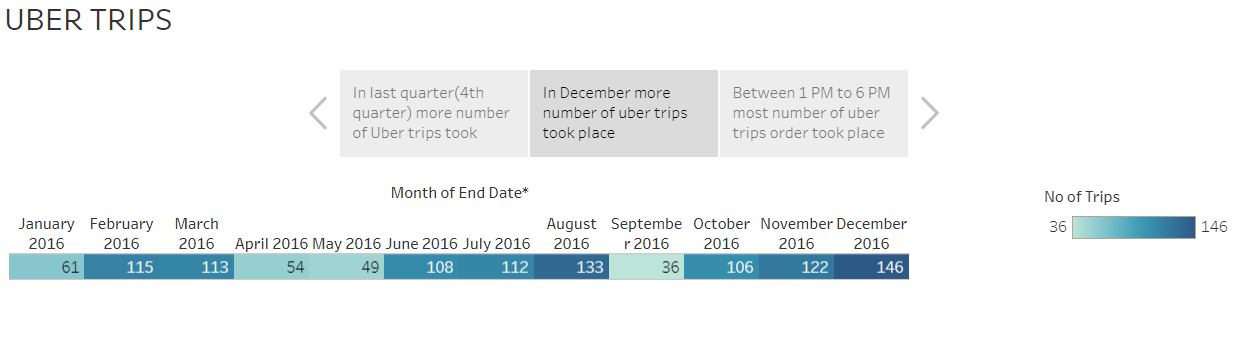 UBER TRIPS
In last quarter(4th
quarter) more number
of Uber trips took
In December more
number of uber trips
took place
Between 1 PM to 6 PM
most number of uber
trips order took place
Month of End Date*
No of Trips
36 146
January February March August Septembe October November December
2016 2016 2016 April 2016 May 2016 June 2016 July 2016 2016 r 2016 2016 2016 2016
61 115 113 54 49 108 112 133 36 106 122 146